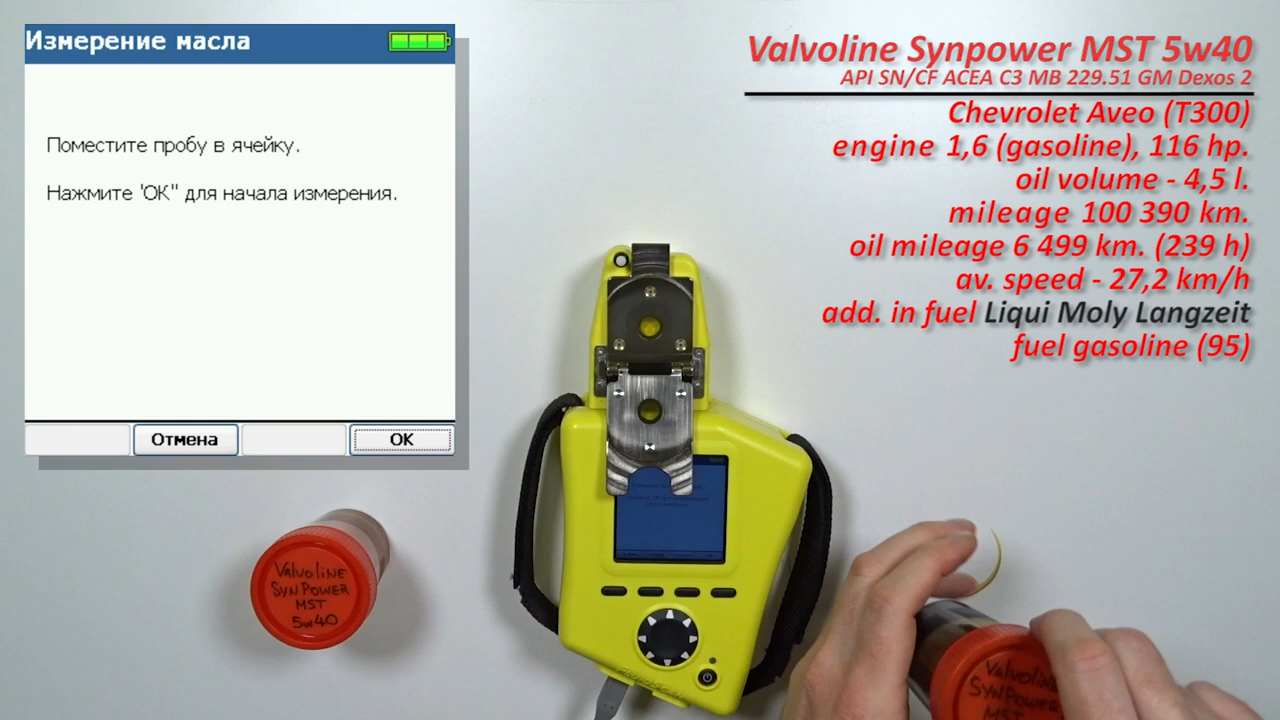 Измерение масла
Поместите пробу в ячейку.
Нажмите 'ОК" для начала измерения.
Отмена
ОК
Valvoline Synpower MST 5w40
API SN/CF ACEA C3 MB 229.51 GM Dexos 2
Chevrolet Aveo (T300)
engine 1,6 (gasoline), 116 hp.
oil volume - 4,5 l.
mileage 100 390 km.
oil mileage 6 499 km. (239 h)
av. speed - 27,2 km/h
add. in fuel Liqui Moly Langzeit
fuel gasoline (95)
Valvoline
SynPower
MST
5w40
Valvoline
SynPower
MST